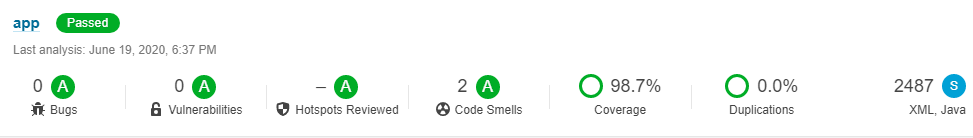 app Passed
Last analysis: June 19, 2020, 6:37 PM
0 A 0 A – A 2 A 98.7% 0.0% 2487 S
Bugs Vulnerabilities Hotspots Reviewed Code Smells Coverage Duplications XML, Java